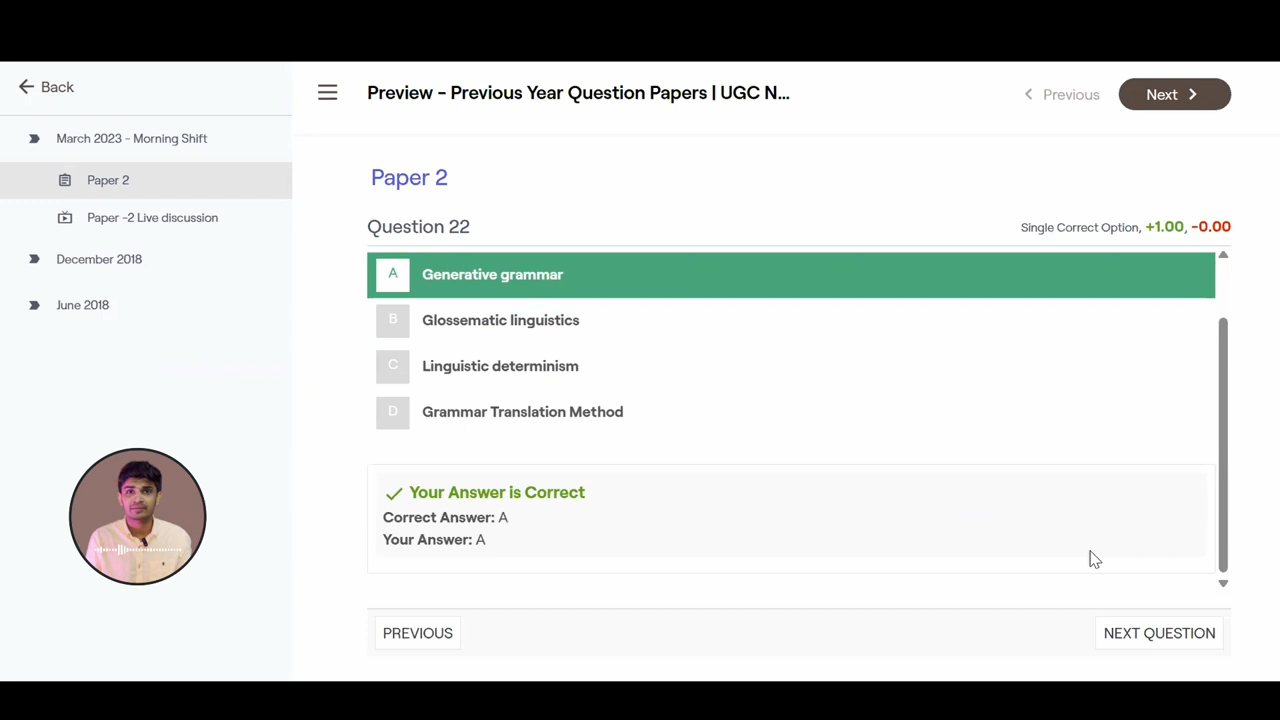 Back
Preview - Previous Year Question Papers | UGC N...
Previous
Next
March 2023 - Morning Shift
Paper 2
Paper -2 Live discussion
December 2018
June 2018
Paper 2
Question 22
Single Correct Option, +1.00, -0.00
A Generative grammar
B Glossematic linguistics
C Linguistic determinism
D Grammar Translation Method
Your Answer is Correct
Correct Answer: A
Your Answer: A
PREVIOUS
NEXT QUESTION